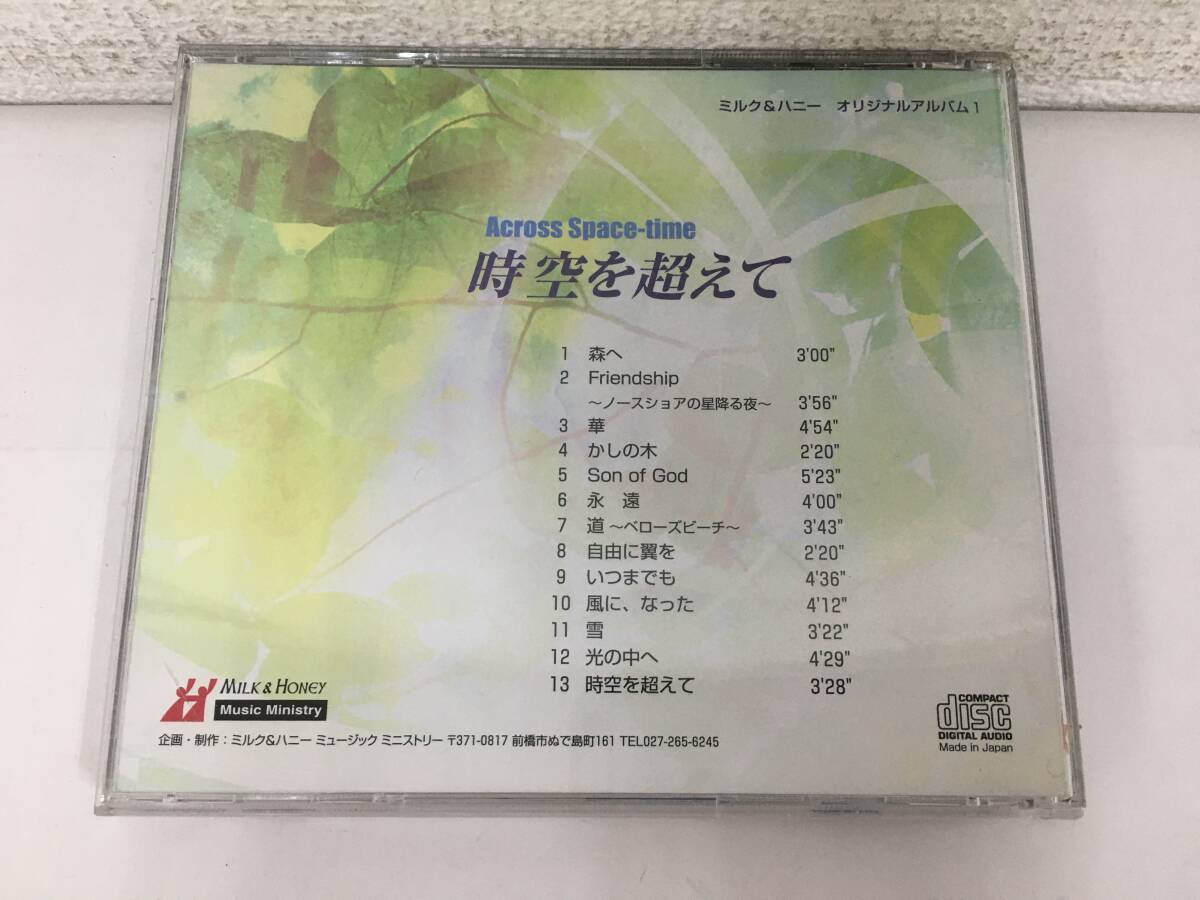 ミルク&ハニー　オリジナルアルバム1
Across Space-time
時空を超えて
1 森へ 3'00"
2 Friendship
～ノースショアの星降る夜～ 3'56"
3 華 4'54"
4 かしの木 2'20"
5 Son of God 5'23"
6 永　遠 4'00"
7 道 ～ベローズビーチ～ 3'43"
8 自由に翼を 2'20"
9 いつまでも 4'36"
10 風に、なった 4'12"
11 雪 3'22"
12 光の中へ 4'29"
13 時空を超えて 3'28"
MILK & HONEY
Music Ministry
企画・制作：ミルク&ハニー ミュージック ミニストリー 〒371-0817 前橋市ぬで島町161 TEL027-265-6245
COMPACT
disc
DIGITAL AUDIO
Made in Japan